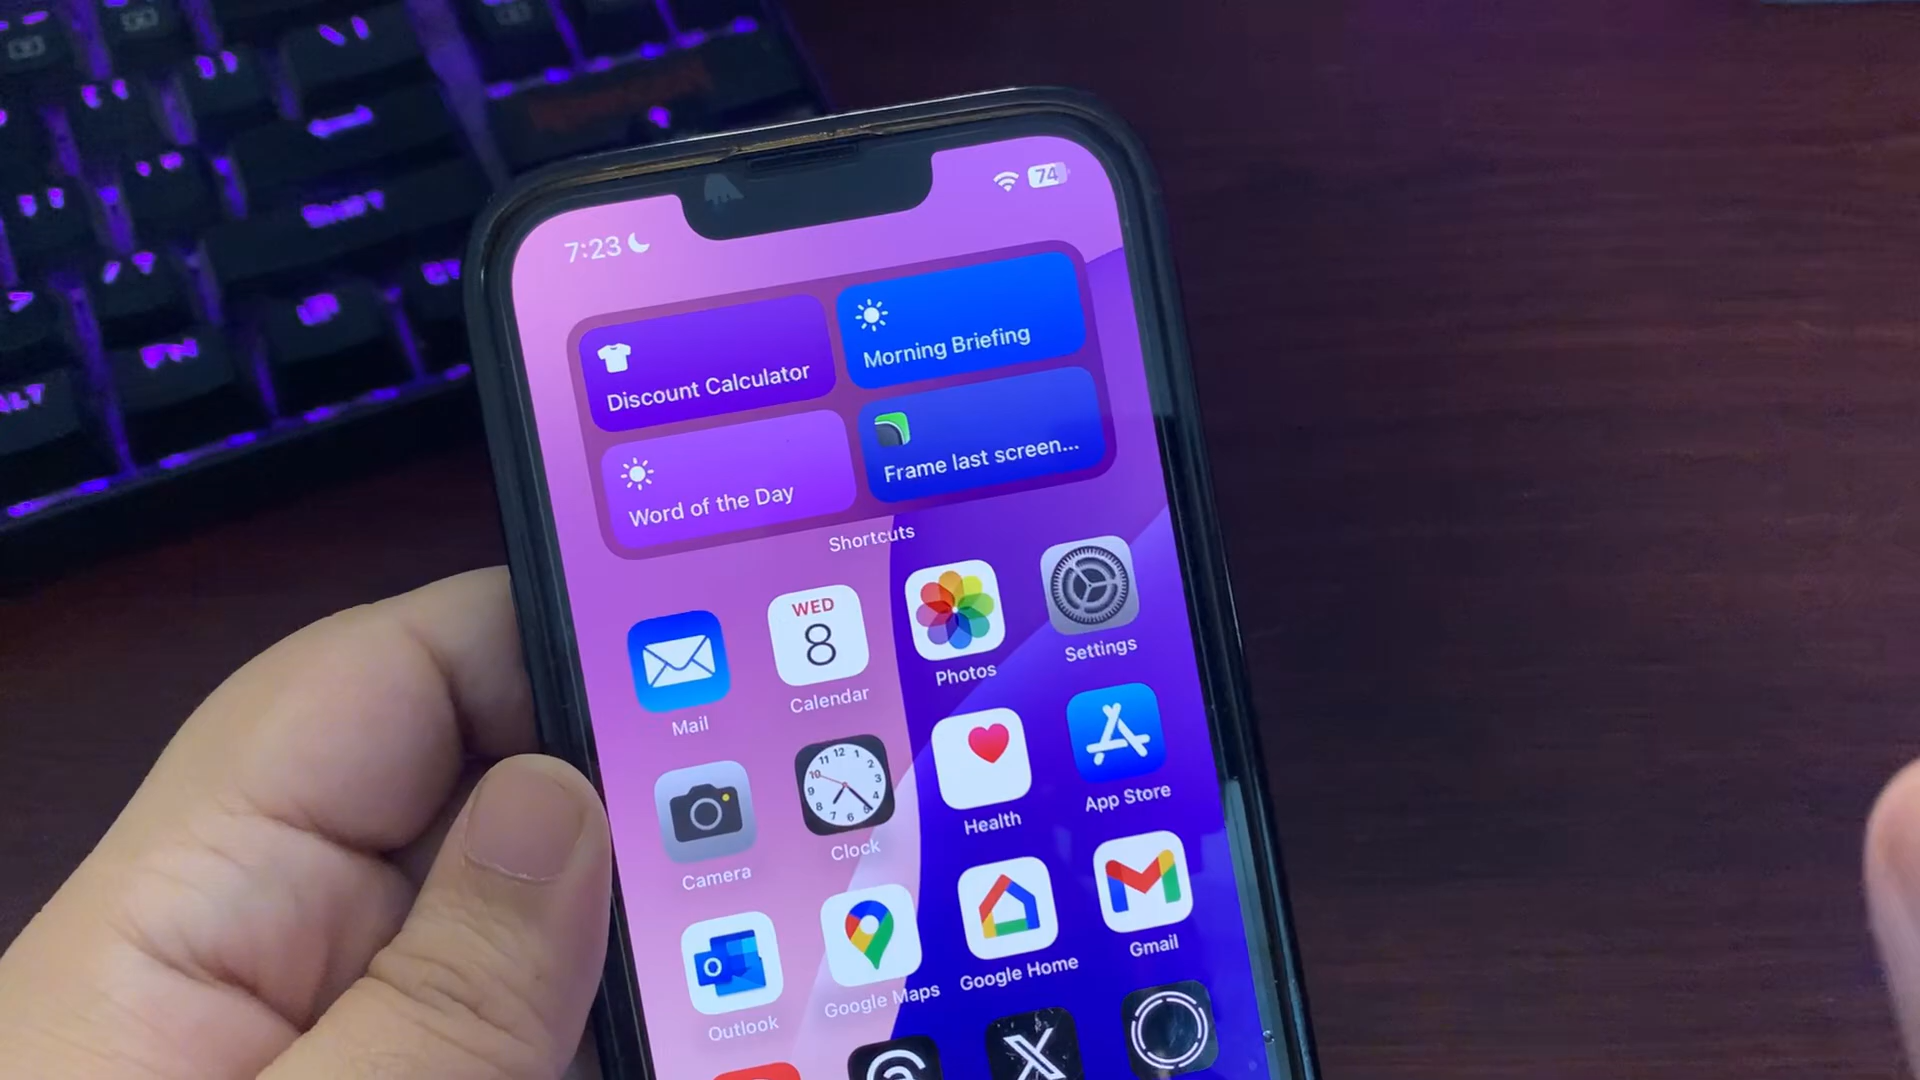 7:23
74
Discount Calculator
Morning Briefing
Word of the Day
Frame last screen...
Shortcuts
WED
8
Mail
Calendar
Photos
Settings
Camera
Clock
Health
App Store
Outlook
Google Maps
Google Home
Gmail